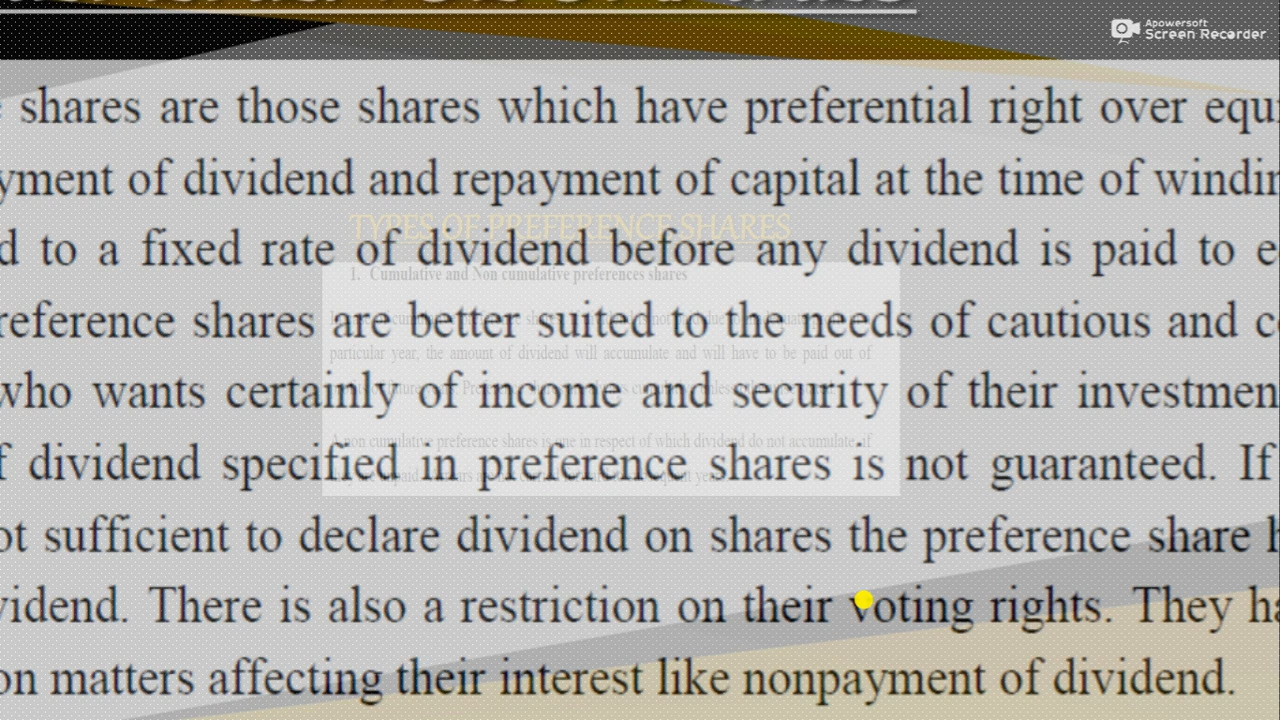 Apowersoft
Screen Recorder
shares are those shares which have preferential right over equ
yment of dividend and repayment of capital at the time of windin
TYPES OF PREFERENCE SHARES
d to a fixed rate of dividend before any dividend is paid to e
1. Cumulative and Non cumulative preferences shares
reference shares are better suited to the needs of cautious and c
particular year, the amount of dividend will accumulate and will have to be paid out of
who wants certainly of income and security of their investmen
non cumulative preference shares is one in respect of which dividend do not accumulate if
f dividend specified in preference shares is not guaranteed. If
ot sufficient to declare dividend on shares the preference share h
vidend. There is also a restriction on their voting rights. They ha
on matters affecting their interest like nonpayment of dividend.